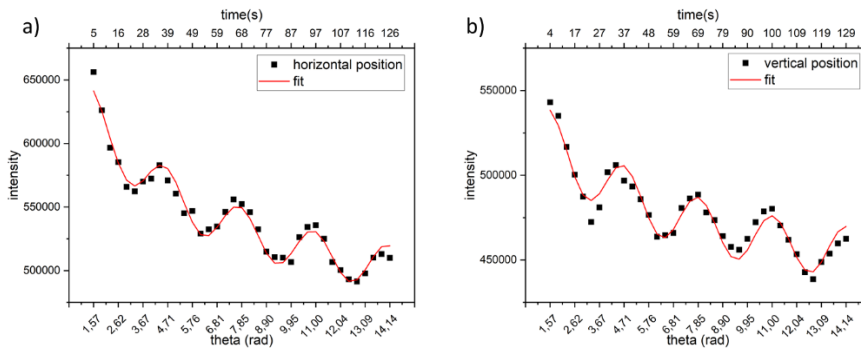 a)
time(s)
5 16 28 39 49 59 68 77 87 97 107 116 126
horizontal position
fit
650000
600000
550000
500000
intensity
1,57 2,62 3,67 4,71 5,76 6,81 7,85 8,90 9,95 11,00 12,04 13,09 14,14
theta (rad)
b)
time(s)
4 17 27 37 48 59 69 79 90 100 109 119 129
vertical position
fit
550000
500000
450000
intensity
1,57 2,62 3,67 4,71 5,76 6,81 7,85 8,90 9,95 11,00 12,04 13,09 14,14
theta (rad)